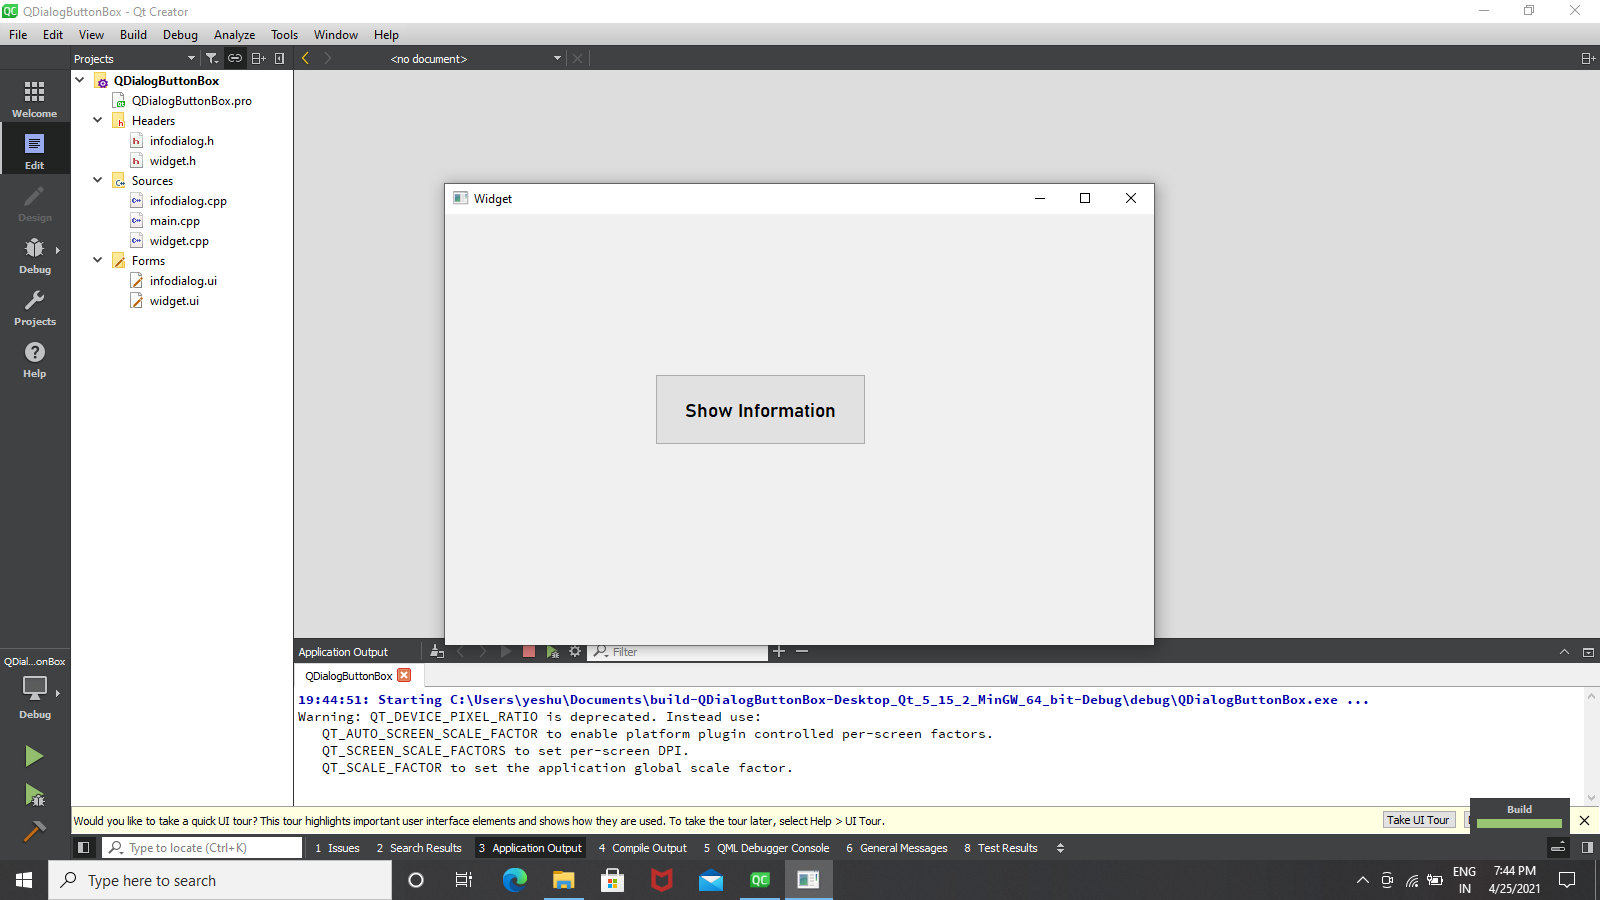 QDialogButtonBox - Qt Creator
File Edit View Build Debug Analyze Tools Window Help
Projects <no document>
Welcome
Edit
Design
Debug
Projects
Help
QDialogButtonBox
QDialogButtonBox.pro
Headers
infodialog.h
widget.h
Sources
infodialog.cpp
main.cpp
widget.cpp
Forms
infodialog.ui
widget.ui
Widget
Show Information
QDial...onBox
Debug
Application Output Filter
QDialogButtonBox
19:44:51: Starting C:\Users\yeshu\Documents\build-QDialogButtonBox-Desktop_Qt_5_15_2_MinGW_64_bit-Debug\debug\QDialogButtonBox.exe ...
Warning: QT_DEVICE_PIXEL_RATIO is deprecated. Instead use:
QT_AUTO_SCREEN_SCALE_FACTOR to enable platform plugin controlled per-screen factors.
QT_SCREEN_SCALE_FACTORS to set per-screen DPI.
QT_SCALE_FACTOR to set the application global scale factor.
Would you like to take a quick UI tour? This tour highlights important user interface elements and shows how they are used. To take the tour later, select Help > UI Tour. Take UI Tour
Build
Type to locate (Ctrl+K) 1 Issues 2 Search Results 3 Application Output 4 Compile Output 5 QML Debugger Console 6 General Messages 8 Test Results
Type here to search
ENG
IN
7:44 PM
4/25/2021